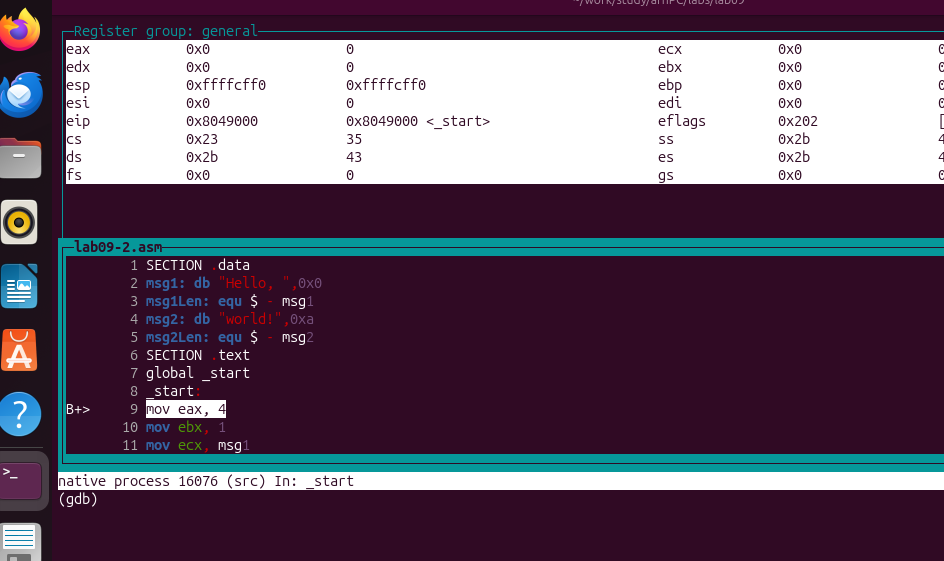 ~/work/study/arhPC/labs/lab09
Register group: general
eax 0x0 0 ecx 0x0 0
edx 0x0 0 ebx 0x0 0
esp 0xffffcff0 0xffffcff0 ebp 0x0 0
esi 0x0 0 edi 0x0 0
eip 0x8049000 0x8049000 <_start> eflags 0x202 [
cs 0x23 35 ss 0x2b 4
ds 0x2b 43 es 0x2b 4
fs 0x0 0 gs 0x0 0
lab09-2.asm
1 SECTION .data
2 msg1: db "Hello, ",0x0
3 msg1Len: equ $ - msg1
4 msg2: db "world!",0xa
5 msg2Len: equ $ - msg2
6 SECTION .text
7 global _start
8 _start:
B+> 9 mov eax, 4
10 mov ebx, 1
11 mov ecx, msg1
native process 16076 (src) In: _start
(gdb)